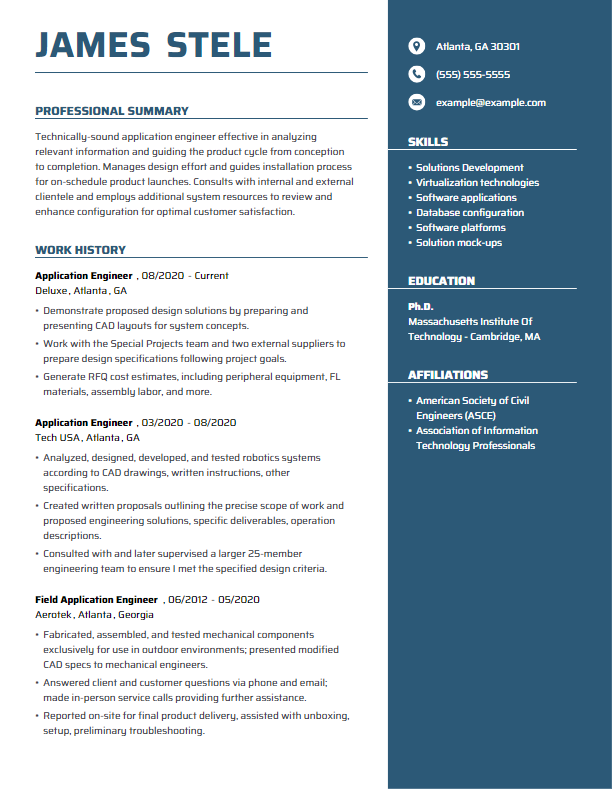 JAMES STELE
PROFESSIONAL SUMMARY
Technically-sound application engineer effective in analyzing
relevant information and guiding the product cycle from conception
to completion. Manages design effort and guides installation process
for on-schedule product launches. Consults with internal and external
clientele and employs additional system resources to review and
enhance configuration for optimal customer satisfaction.
WORK HISTORY
Application Engineer , 08/2020 - Current
Deluxe, Atlanta, GA
• Demonstrate proposed design solutions by preparing and
presenting CAD layouts for system concepts.
• Work with the Special Projects team and two external suppliers to
prepare design specifications following project goals.
• Generate RFQ cost estimates, including peripheral equipment, FL
materials, assembly labor, and more.
Application Engineer , 03/2020 - 08/2020
Tech USA, Atlanta, GA
• Analyzed, designed, developed, and tested robotics systems
according to CAD drawings, written instructions, other
specifications.
• Created written proposals outlining the precise scope of work and
proposed engineering solutions, specific deliverables, operation
descriptions.
• Consulted with and later supervised a larger 25-member
engineering team to ensure I met the specified design criteria.
Field Application Engineer , 06/2012 - 05/2020
Aerotek, Atlanta, Georgia
• Fabricated, assembled, and tested mechanical components
exclusively for use in outdoor environments; presented modified
CAD specs to mechanical engineers.
• Answered client and customer questions via phone and email;
made in-person service calls providing further assistance.
• Reported on-site for final product delivery, assisted with unboxing,
setup, preliminary troubleshooting.
Atlanta, GA 30301
(555) 555-5555
example@example.com
SKILLS
• Solutions Development
• Virtualization technologies
• Software applications
• Database configuration
• Software platforms
• Solution mock-ups
EDUCATION
Ph.D.
Massachusetts Institute Of
Technology - Cambridge, MA
AFFILIATIONS
• American Society of Civil
Engineers (ASCE)
• Association of Information
Technology Professionals